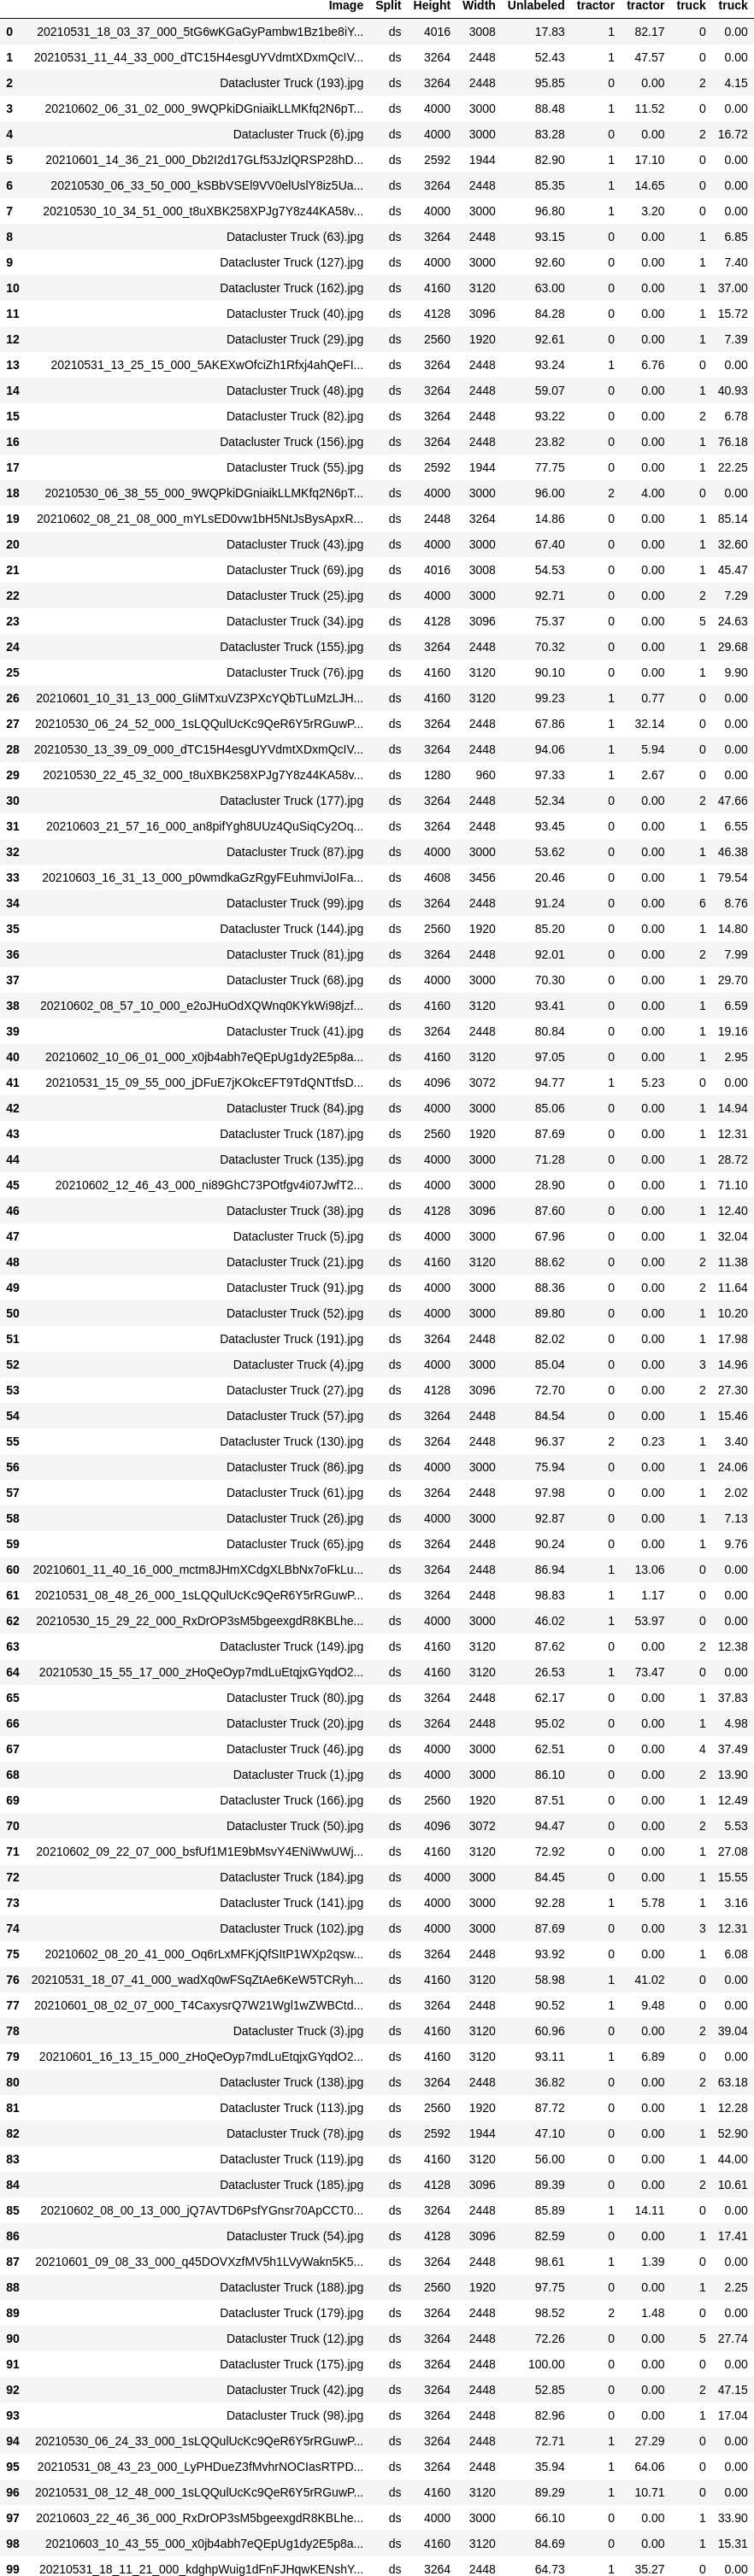 Image Split Height Width Unlabeled tractor tractor truck truck
0 20210531_18_03_37_000_5tG6wKGaGyPambw1Bz1be8iY... ds 4016 3008 17.83 1 82.17 0 0.00
1 20210531_11_44_33_000_dTC15H4esgUYVdmtXDxmQcIV... ds 3264 2448 52.43 1 47.57 0 0.00
2 Datacluster Truck (193).jpg ds 3264 2448 95.85 0 0.00 2 4.15
3 20210602_06_31_02_000_9WQPkiDGniaikLLMKfq2N6pT... ds 4000 3000 88.48 1 11.52 0 0.00
4 Datacluster Truck (6).jpg ds 4000 3000 83.28 0 0.00 2 16.72
5 20210601_14_36_21_000_Db2I2d17GLf53JzlQRSP28hD... ds 2592 1944 82.90 1 17.10 0 0.00
6 20210530_06_33_50_000_kSBbVSEl9VV0elUslY8iz5Ua... ds 3264 2448 85.35 1 14.65 0 0.00
7 20210530_10_34_51_000_t8uXBK258XPJg7Y8z44KA58v... ds 4000 3000 96.80 1 3.20 0 0.00
8 Datacluster Truck (63).jpg ds 3264 2448 93.15 0 0.00 1 6.85
9 Datacluster Truck (127).jpg ds 4000 3000 92.60 0 0.00 1 7.40
10 Datacluster Truck (162).jpg ds 4160 3120 63.00 0 0.00 1 37.00
11 Datacluster Truck (40).jpg ds 4128 3096 84.28 0 0.00 1 15.72
12 Datacluster Truck (29).jpg ds 2560 1920 92.61 0 0.00 1 7.39
13 20210531_13_25_15_000_5AKEXwOfciZh1Rfxj4ahQeFI... ds 3264 2448 93.24 1 6.76 0 0.00
14 Datacluster Truck (48).jpg ds 3264 2448 59.07 0 0.00 1 40.93
15 Datacluster Truck (82).jpg ds 3264 2448 93.22 0 0.00 2 6.78
16 Datacluster Truck (156).jpg ds 3264 2448 23.82 0 0.00 1 76.18
17 Datacluster Truck (55).jpg ds 2592 1944 77.75 0 0.00 1 22.25
18 20210530_06_38_55_000_9WQPkiDGniaikLLMKfq2N6pT... ds 4000 3000 96.00 2 4.00 0 0.00
19 20210602_08_21_08_000_mYLsED0vw1bH5NtJsBysApxR... ds 2448 3264 14.86 0 0.00 1 85.14
20 Datacluster Truck (43).jpg ds 4000 3000 67.40 0 0.00 1 32.60
21 Datacluster Truck (69).jpg ds 4016 3008 54.53 0 0.00 1 45.47
22 Datacluster Truck (25).jpg ds 4000 3000 92.71 0 0.00 2 7.29
23 Datacluster Truck (34).jpg ds 4128 3096 75.37 0 0.00 5 24.63
24 Datacluster Truck (155).jpg ds 3264 2448 70.32 0 0.00 1 29.68
25 Datacluster Truck (76).jpg ds 4160 3120 90.10 0 0.00 1 9.90
26 20210601_10_31_13_000_GIiMTxuVZ3PXcYQbTLuMzLJH... ds 4160 3120 99.23 1 0.77 0 0.00
27 20210530_06_24_52_000_1sLQQulUcKc9QeR6Y5rRGuwP... ds 3264 2448 67.86 1 32.14 0 0.00
28 20210530_13_39_09_000_dTC15H4esgUYVdmtXDxmQcIV... ds 3264 2448 94.06 1 5.94 0 0.00
29 20210530_22_45_32_000_t8uXBK258XPJg7Y8z44KA58v... ds 1280 960 97.33 1 2.67 0 0.00
30 Datacluster Truck (177).jpg ds 3264 2448 52.34 0 0.00 2 47.66
31 20210603_21_57_16_000_an8pifYgh8UUz4QuSiqCy2Oq... ds 3264 2448 93.45 0 0.00 1 6.55
32 Datacluster Truck (87).jpg ds 4000 3000 53.62 0 0.00 1 46.38
33 20210603_16_31_13_000_p0wmdkaGzRgyFEuhmviJoIFa... ds 4608 3456 20.46 0 0.00 1 79.54
34 Datacluster Truck (99).jpg ds 3264 2448 91.24 0 0.00 6 8.76
35 Datacluster Truck (144).jpg ds 2560 1920 85.20 0 0.00 1 14.80
36 Datacluster Truck (81).jpg ds 3264 2448 92.01 0 0.00 2 7.99
37 Datacluster Truck (68).jpg ds 4000 3000 70.30 0 0.00 1 29.70
38 20210602_08_57_10_000_e2oJHuOdXQWnq0KYkWi98jzf... ds 4160 3120 93.41 0 0.00 1 6.59
39 Datacluster Truck (41).jpg ds 3264 2448 80.84 0 0.00 1 19.16
40 20210602_10_06_01_000_x0jb4abh7eQEpUg1dy2E5p8a... ds 4160 3120 97.05 0 0.00 1 2.95
41 20210531_15_09_55_000_jDFuE7jKOkcEFT9TdQNTtfsD... ds 4096 3072 94.77 1 5.23 0 0.00
42 Datacluster Truck (84).jpg ds 4000 3000 85.06 0 0.00 1 14.94
43 Datacluster Truck (187).jpg ds 2560 1920 87.69 0 0.00 1 12.31
44 Datacluster Truck (135).jpg ds 4000 3000 71.28 0 0.00 1 28.72
45 20210602_12_46_43_000_ni89GhC73POtfgv4i07JwfT2... ds 4000 3000 28.90 0 0.00 1 71.10
46 Datacluster Truck (38).jpg ds 4128 3096 87.60 0 0.00 1 12.40
47 Datacluster Truck (5).jpg ds 4000 3000 67.96 0 0.00 1 32.04
48 Datacluster Truck (21).jpg ds 4160 3120 88.62 0 0.00 2 11.38
49 Datacluster Truck (91).jpg ds 4000 3000 88.36 0 0.00 2 11.64
50 Datacluster Truck (52).jpg ds 4000 3000 89.80 0 0.00 1 10.20
51 Datacluster Truck (191).jpg ds 3264 2448 82.02 0 0.00 1 17.98
52 Datacluster Truck (4).jpg ds 4000 3000 85.04 0 0.00 3 14.96
53 Datacluster Truck (27).jpg ds 4128 3096 72.70 0 0.00 2 27.30
54 Datacluster Truck (57).jpg ds 3264 2448 84.54 0 0.00 1 15.46
55 Datacluster Truck (130).jpg ds 3264 2448 96.37 2 0.23 1 3.40
56 Datacluster Truck (86).jpg ds 4000 3000 75.94 0 0.00 1 24.06
57 Datacluster Truck (61).jpg ds 3264 2448 97.98 0 0.00 1 2.02
58 Datacluster Truck (26).jpg ds 4000 3000 92.87 0 0.00 1 7.13
59 Datacluster Truck (65).jpg ds 3264 2448 90.24 0 0.00 1 9.76
60 20210601_11_40_16_000_mctm8JHmXCdgXLBbNx7oFkLu... ds 3264 2448 86.94 1 13.06 0 0.00
61 20210531_08_48_26_000_1sLQQulUcKc9QeR6Y5rRGuwP... ds 3264 2448 98.83 1 1.17 0 0.00
62 20210530_15_29_22_000_RxDrOP3sM5bgeexgdR8KBLhe... ds 4000 3000 46.02 1 53.97 0 0.00
63 Datacluster Truck (149).jpg ds 4160 3120 87.62 0 0.00 2 12.38
64 20210530_15_55_17_000_zHoQeOyp7mdLuEtqjxGYqdO2... ds 4160 3120 26.53 1 73.47 0 0.00
65 Datacluster Truck (80).jpg ds 3264 2448 62.17 0 0.00 1 37.83
66 Datacluster Truck (20).jpg ds 3264 2448 95.02 0 0.00 1 4.98
67 Datacluster Truck (46).jpg ds 4000 3000 62.51 0 0.00 4 37.49
68 Datacluster Truck (1).jpg ds 4000 3000 86.10 0 0.00 2 13.90
69 Datacluster Truck (166).jpg ds 2560 1920 87.51 0 0.00 1 12.49
70 Datacluster Truck (50).jpg ds 4096 3072 94.47 0 0.00 2 5.53
71 20210602_09_22_07_000_bsfUf1M1E9bMsvY4ENiWwUWj... ds 4160 3120 72.92 0 0.00 1 27.08
72 Datacluster Truck (184).jpg ds 4000 3000 84.45 0 0.00 1 15.55
73 Datacluster Truck (141).jpg ds 4000 3000 92.28 1 5.78 1 3.16
74 Datacluster Truck (102).jpg ds 4000 3000 87.69 0 0.00 3 12.31
75 20210602_08_20_41_000_Oq6rLxMFKjQfSItP1WXp2qsw... ds 3264 2448 93.92 0 0.00 1 6.08
76 20210531_18_07_41_000_wadXq0wFSqZtAe6KeW5TCRyh... ds 4160 3120 58.98 1 41.02 0 0.00
77 20210601_08_02_07_000_T4CaxysrQ7W21Wgl1wZWBCtd... ds 3264 2448 90.52 1 9.48 0 0.00
78 Datacluster Truck (3).jpg ds 4160 3120 60.96 0 0.00 2 39.04
79 20210601_16_13_15_000_zHoQeOyp7mdLuEtqjxGYqdO2... ds 4160 3120 93.11 1 6.89 0 0.00
80 Datacluster Truck (138).jpg ds 3264 2448 36.82 0 0.00 2 63.18
81 Datacluster Truck (113).jpg ds 2560 1920 87.72 0 0.00 1 12.28
82 Datacluster Truck (78).jpg ds 2592 1944 47.10 0 0.00 1 52.90
83 Datacluster Truck (119).jpg ds 4160 3120 56.00 0 0.00 1 44.00
84 Datacluster Truck (185).jpg ds 4128 3096 89.39 0 0.00 2 10.61
85 20210602_08_00_13_000_jQ7AVTD6PsfYGnsr70ApCCT0... ds 3264 2448 85.89 1 14.11 0 0.00
86 Datacluster Truck (54).jpg ds 4128 3096 82.59 0 0.00 1 17.41
87 20210601_09_08_33_000_q45DOVXzfMV5h1LVyWakn5K5... ds 3264 2448 98.61 1 1.39 0 0.00
88 Datacluster Truck (188).jpg ds 2560 1920 97.75 0 0.00 1 2.25
89 Datacluster Truck (179).jpg ds 3264 2448 98.52 2 1.48 0 0.00
90 Datacluster Truck (12).jpg ds 3264 2448 72.26 0 0.00 5 27.74
91 Datacluster Truck (175).jpg ds 3264 2448 100.00 0 0.00 0 0.00
92 Datacluster Truck (42).jpg ds 3264 2448 52.85 0 0.00 2 47.15
93 Datacluster Truck (98).jpg ds 3264 2448 82.96 0 0.00 1 17.04
94 20210530_06_24_33_000_1sLQQulUcKc9QeR6Y5rRGuwP... ds 3264 2448 72.71 1 27.29 0 0.00
95 20210531_08_43_23_000_LyPHDueZ3fMvhrNOCIasRTPD... ds 3264 2448 35.94 1 64.06 0 0.00
96 20210531_08_12_48_000_1sLQQulUcKc9QeR6Y5rRGuwP... ds 4160 3120 89.29 1 10.71 0 0.00
97 20210603_22_46_36_000_RxDrOP3sM5bgeexgdR8KBLhe... ds 4000 3000 66.10 0 0.00 1 33.90
98 20210603_10_43_55_000_x0jb4abh7eQEpUg1dy2E5p8a... ds 4160 3120 84.69 0 0.00 1 15.31
99 20210531_18_11_21_000_kdghpWuig1dFnFJHqwKENshY... ds 3264 2448 64.73 1 35.27 0 0.00